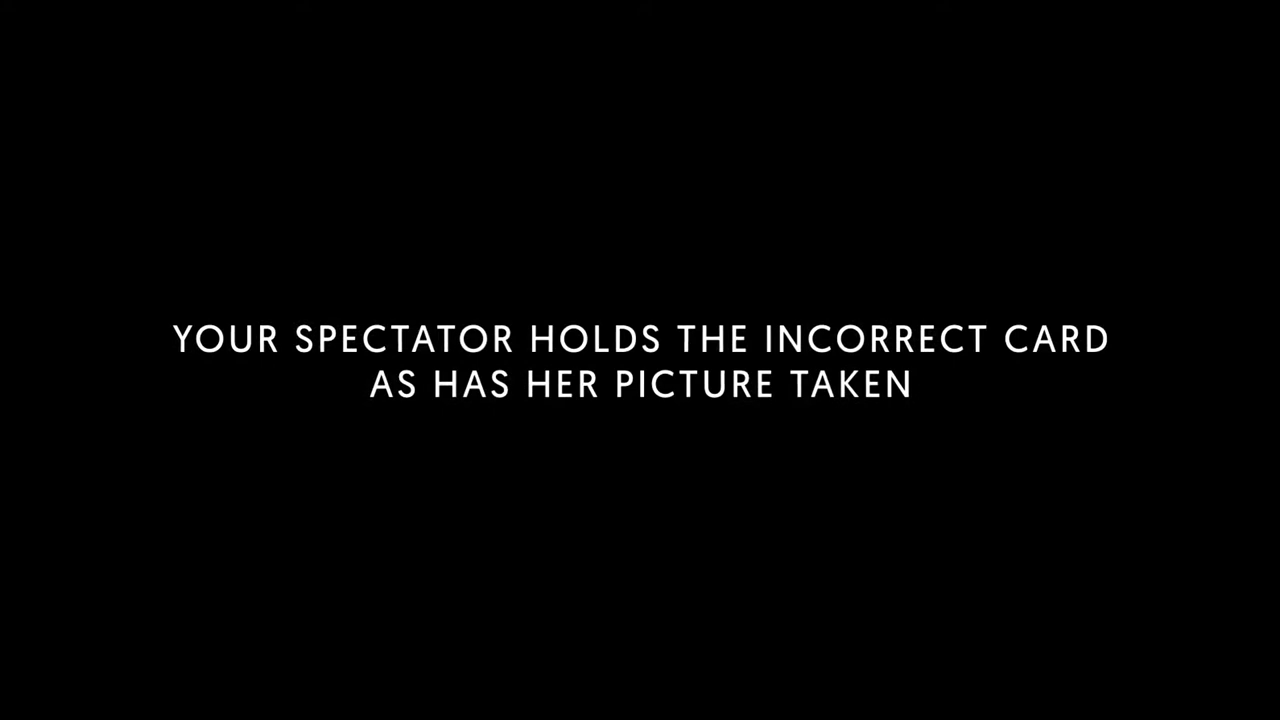 YOUR SPECTATOR HOLDS THE INCORRECT CARD
AS HAS HER PICTURE TAKEN